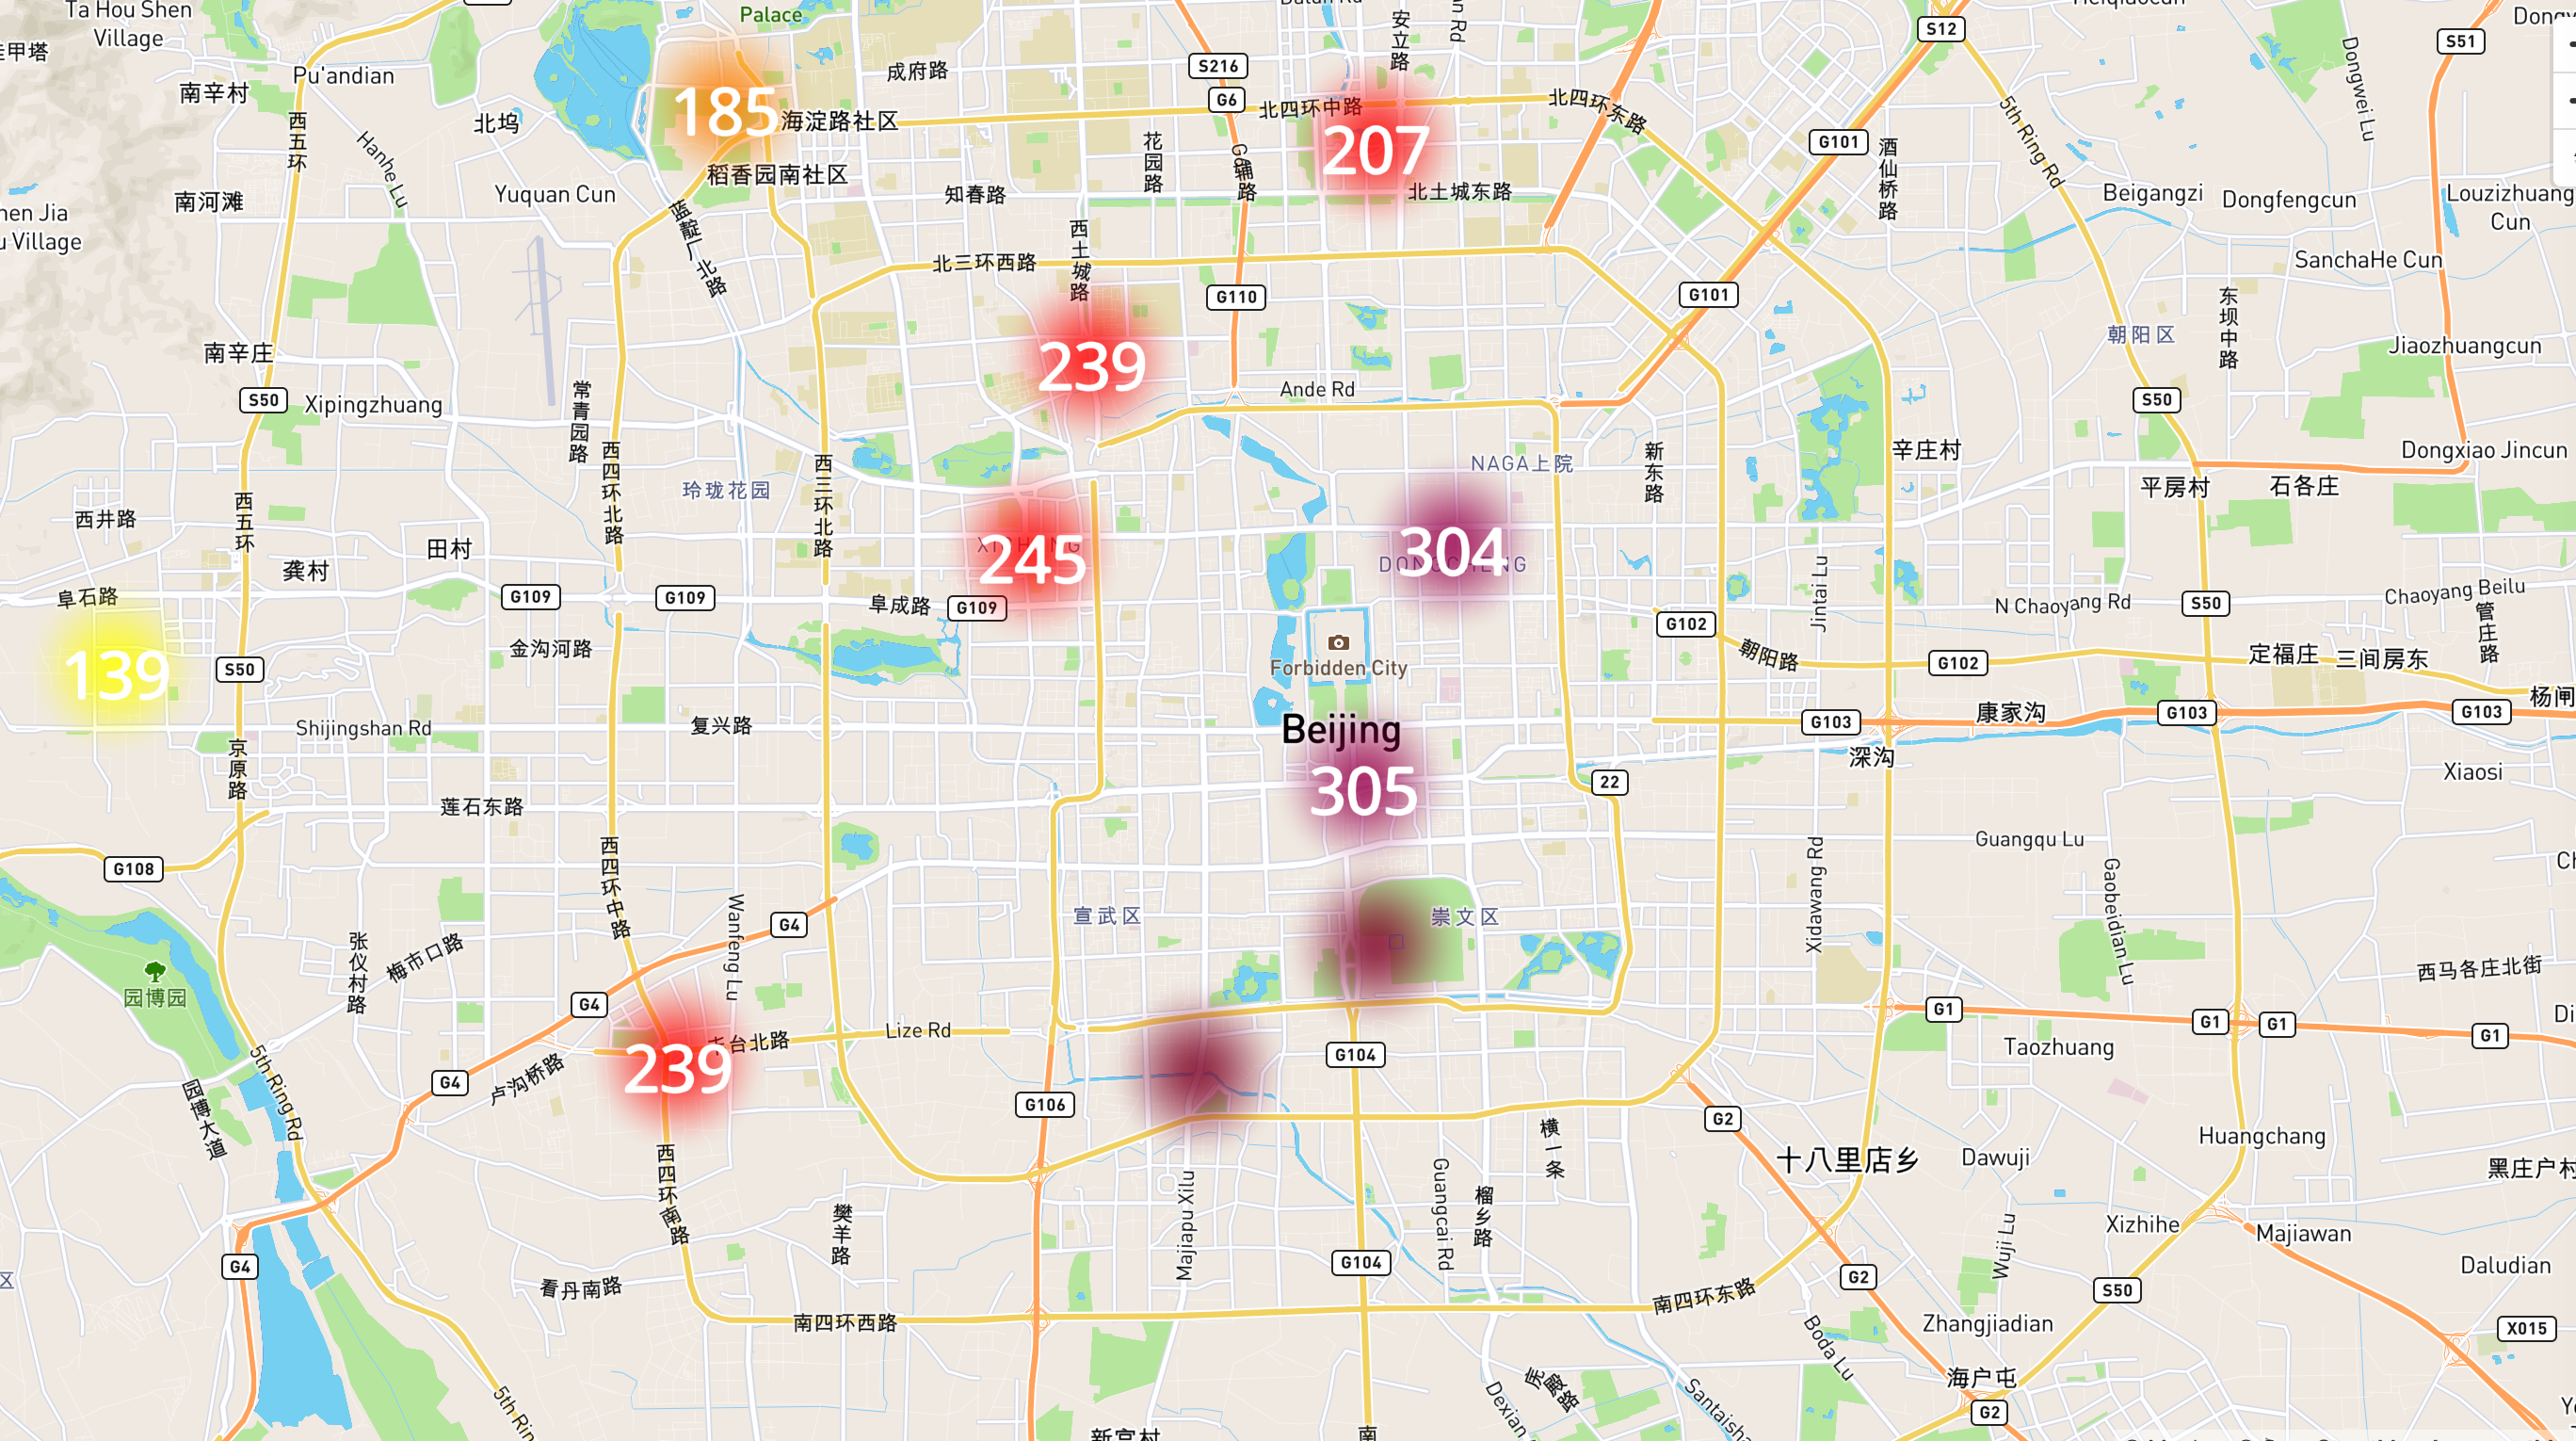 Ta Hou Shen
Village
Palace
安立路
S12
S51
Pu'andian
南辛村
成府路
S216
G6
北四环中路
北四环东路
5th Ring Rd
Dongwei Lu
西五环
Hanhe Lu
北坞
185
海淀路社区
稻香园南社区
花园路
207
G101
酒仙桥路
南河滩
Yuquan Cun
知春路
北土城东路
Beigangzi
Dongfengcun
Louzizhuang
Cun
蓝靛厂北路
西土城路
北三环西路
SanchaHe Cun
G110
G101
东坝中路
朝阳区
Jiaozhuangcun
南辛庄
239
S50
Xipingzhuang
常青园路
Ande Rd
S50
西四环北路
西三环北路
玲珑花园
NAGA上院
新东路
辛庄村
Dongxiao Jincun
平房村
石各庄
西井路
西五环
田村
龚村
245
304
阜石路
G109
G109
阜成路
G109
Jintai Lu
N Chaoyang Rd
S50
Chaoyang Beilu
管庄路
金沟河路
139
S50
Forbidden City
G102
朝阳路
G102
定福庄
三间房东
杨闸
Shijingshan Rd
复兴路
Beijing
G103
康家沟
G103
G103
京原路
深沟
305
22
Xiaosi
莲石东路
G108
西四环中路
Guangqu Lu
Xidawang Rd
Gaobeidian Lu
Wanfeng Lu
G4
宣武区
崇文区
张仪村路
梅市口路
西马各庄北街
园博园
G4
G1
G1
G1
G1
Lize Rd
5th Ring Rd
卢沟桥路
239
G104
Taozhuang
G4
园博大道
G106
G2
横一条
十八里店乡
Dawuji
Huangchang
黑庄户村
西四环南路
Majiapu Xilu
Guangcai Rd
榴乡路
樊羊路
Wuji Lu
Xizhihe
Majiawan
G4
看丹南路
G104
G2
S50
Daludian
南四环西路
南四环东路
Boda Lu
Zhangjiadian
X015
海户屯
G2
Dexian
新宫村
南